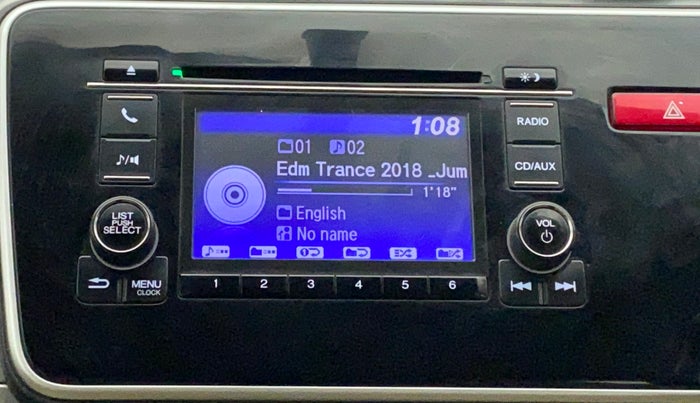 1:08
01 02
RADIO
Edm Trance 2018 _Jum
CD/AUX
1'18"
LIST
PUSH
SELECT
English
VOL
No name
MENU
CLOCK
1 2 3 4 5 6